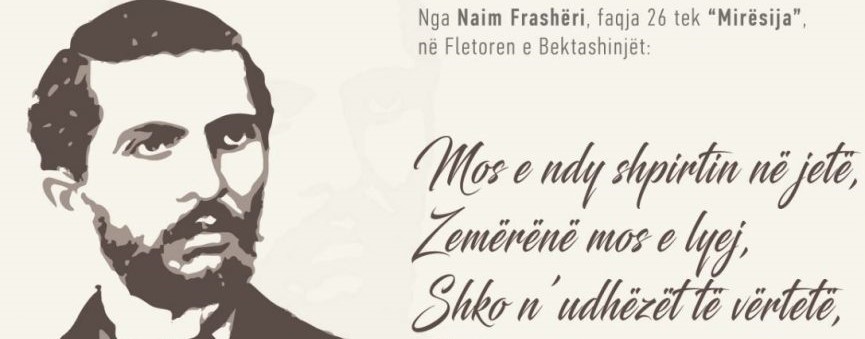 Nga Naim Frashëri, faqja 26 tek “Mirësija”,
në Fletoren e Bektashinjët:
Mos e ndy shpirtin në jetë,
Zemërënë mos e lyej,
Shko n’ udhëzët të vërtetë,